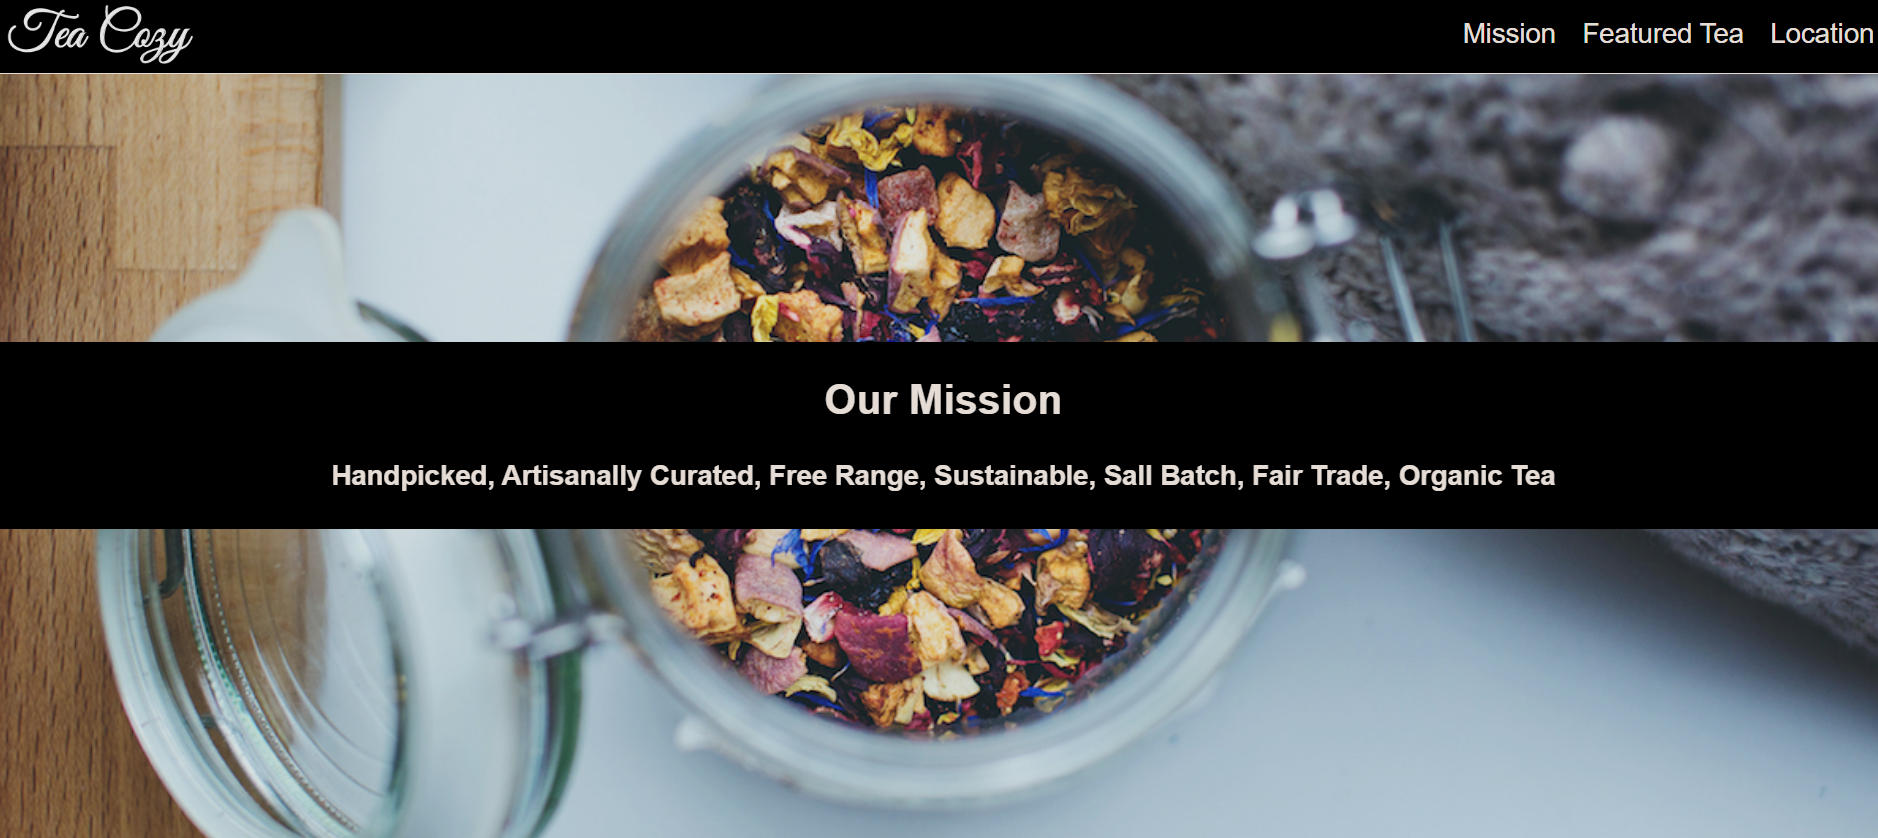 Tea Cozy
Mission Featured Tea Location
Our Mission
Handpicked, Artisanally Curated, Free Range, Sustainable, Sall Batch, Fair Trade, Organic Tea